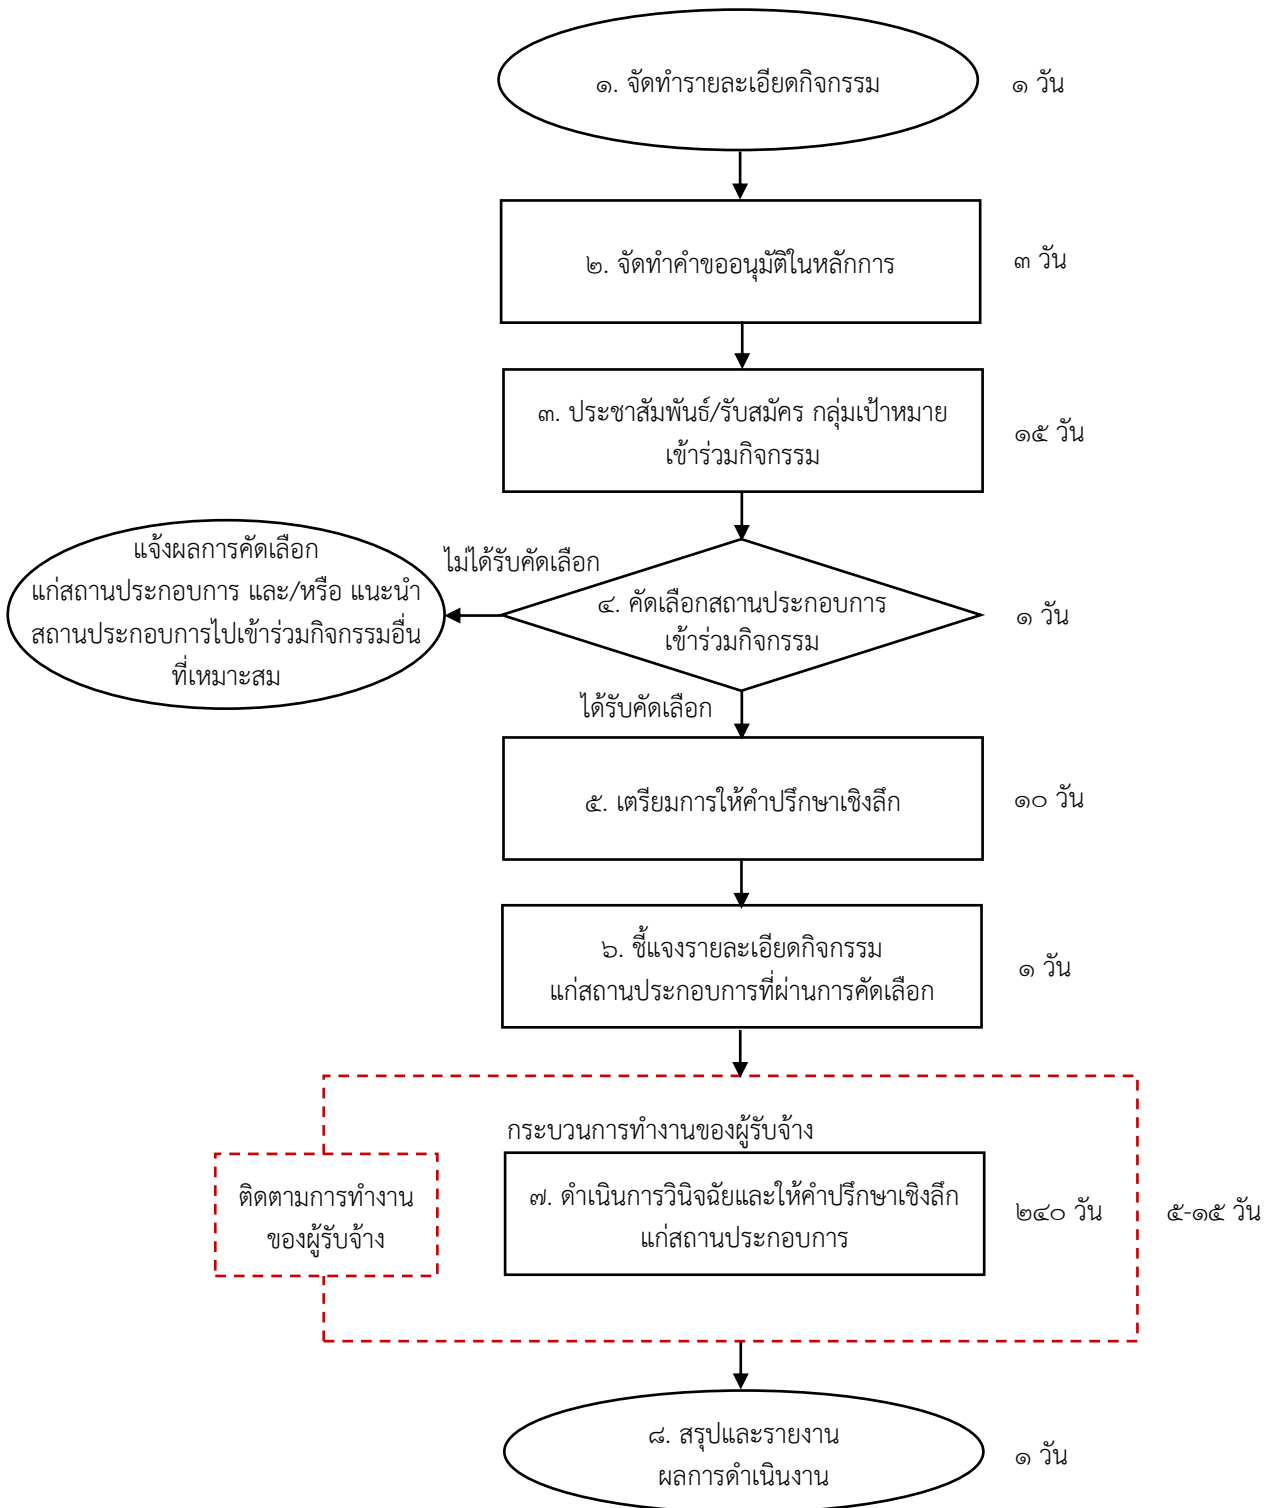 ๑. จัดทำรายละเอียดกิจกรรม
๑ วัน
๒. จัดทำคำขออนุมัติในหลักการ
๓ วัน
๓. ประชาสัมพันธ์/รับสมัคร กลุ่มเป้าหมาย
เข้าร่วมกิจกรรม
๑๕ วัน
ไม่ได้รับคัดเลือก
แจ้งผลการคัดเลือก
แก่สถานประกอบการ และ/หรือ แนะนำ
สถานประกอบการไปเข้าร่วมกิจกรรมอื่น
ที่เหมาะสม
๔. คัดเลือกสถานประกอบการ
เข้าร่วมกิจกรรม
๑ วัน
ได้รับคัดเลือก
๕. เตรียมการให้คำปรึกษาเชิงลึก
๑๐ วัน
๖. ชี้แจงรายละเอียดกิจกรรม
แก่สถานประกอบการที่ผ่านการคัดเลือก
๑ วัน
กระบวนการทำงานของผู้รับจ้าง
ติดตามการทำงาน
ของผู้รับจ้าง
๗. ดำเนินการวินิจฉัยและให้คำปรึกษาเชิงลึก
แก่สถานประกอบการ
๒๔๐ วัน
๕-๑๕ วัน
๘. สรุปและรายงาน
ผลการดำเนินงาน
๑ วัน